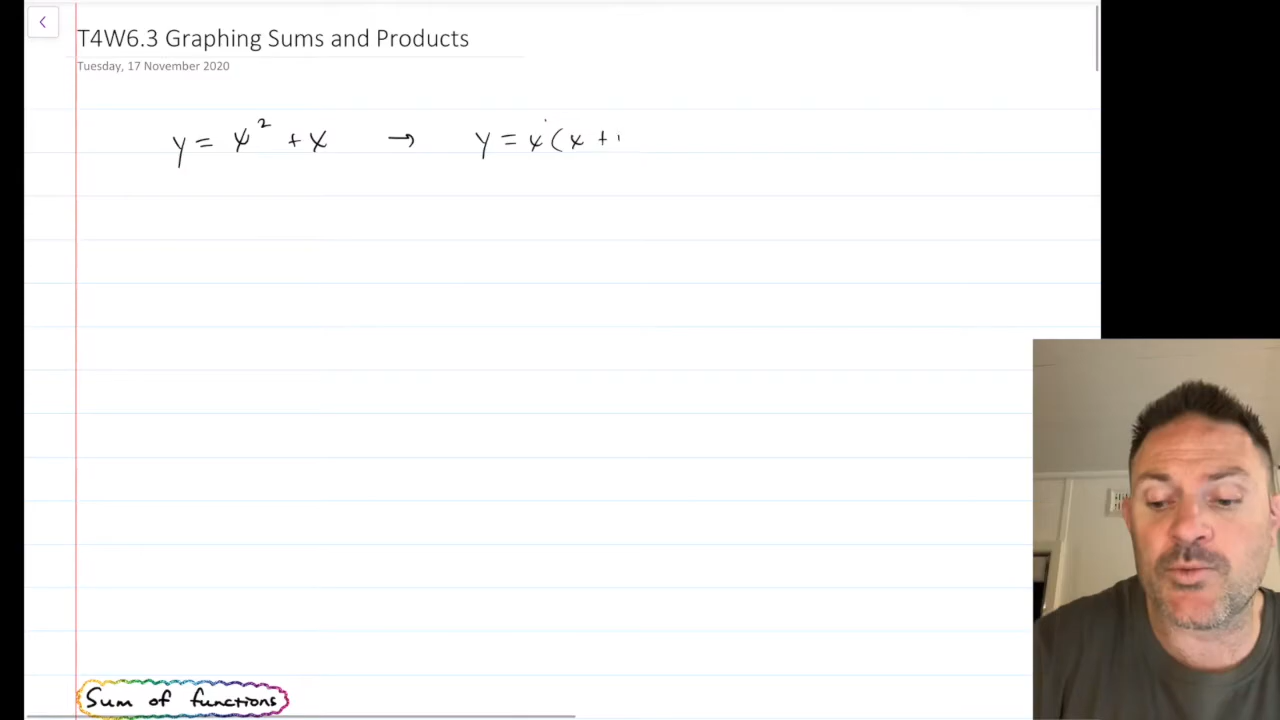 T4W6.3 Graphing Sums and Products
Tuesday, 17 November 2020
y = x² + x → y = x(x +
Sum of functions